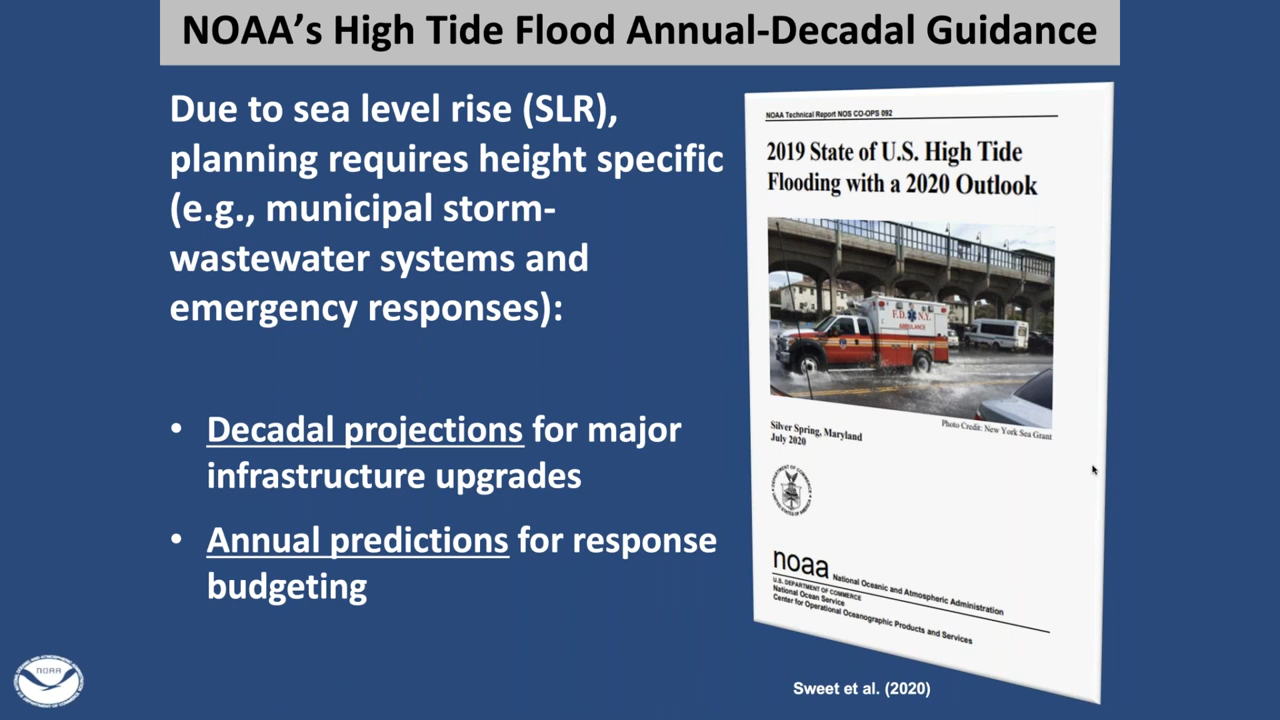 NOAA’s High Tide Flood Annual-Decadal Guidance
Due to sea level rise (SLR),
planning requires height specific
(e.g., municipal storm-
wastewater systems and
emergency responses):
• Decadal projections for major
infrastructure upgrades
• Annual predictions for response
budgeting
NOAA Technical Report NOS CO-OPS 092
2019 State of U.S. High Tide
Flooding with a 2020 Outlook
F.D.N.Y.
AMBULANCE
Photo Credit: New York Sea Grant
Silver Spring, Maryland
July 2020
noaa National Oceanic and Atmospheric Administration
U.S. DEPARTMENT OF COMMERCE
National Ocean Service
Center for Operational Oceanographic Products and Services
Sweet et al. (2020)
NOAA